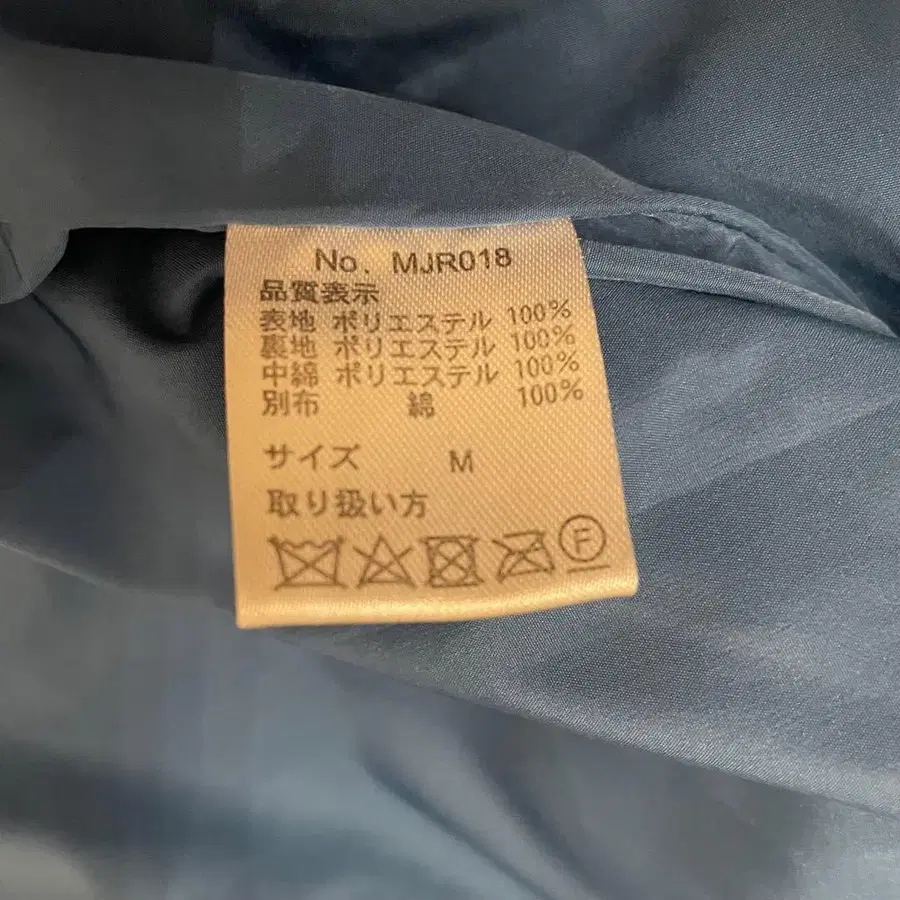 No. MJR018
品質表示
表地 ポリエステル 100%
裏地 ポリエステル 100%
中綿 ポリエステル 100%
別布 綿 100%
サイズ M
取り扱い方
F